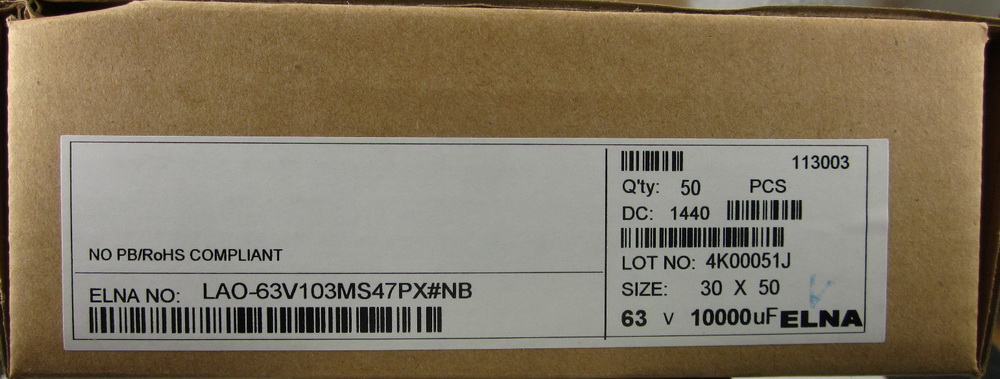 NO PB/RoHS COMPLIANT
ELNA NO: LAO-63V103MS47PX#NB
113003
Q'ty: 50 PCS
DC: 1440
LOT NO: 4K00051J
SIZE: 30 X 50
63 V 10000uF ELNA